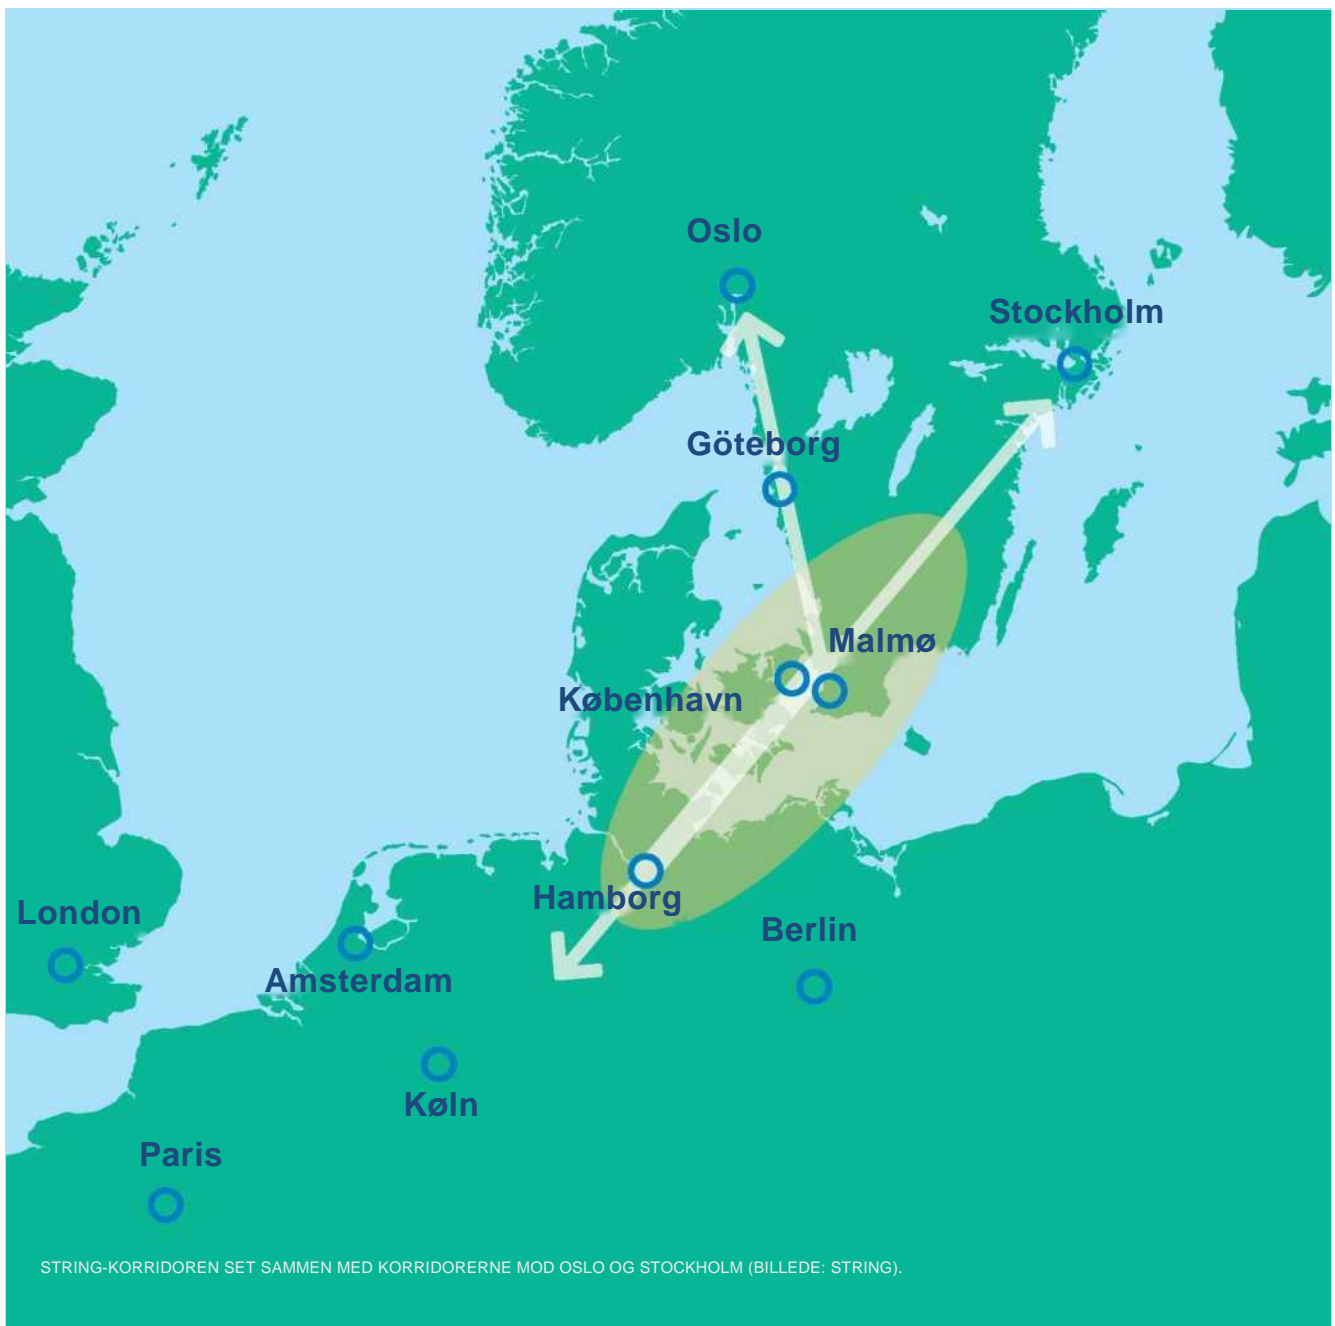 Oslo
Stockholm
Göteborg
Malmø
København
Hamborg
London
Berlin
Amsterdam
Køln
Paris
STRING-KORRIDOREN SET SAMMEN MED KORRIDORERNE MOD OSLO OG STOCKHOLM (BILLEDE: STRING).